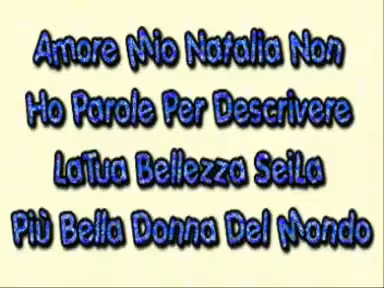 Amore Mio Natalia Non
Ho Parole Per Descrivere
LaTua Bellezza SeiLa
Più Bella Donna Del Mondo